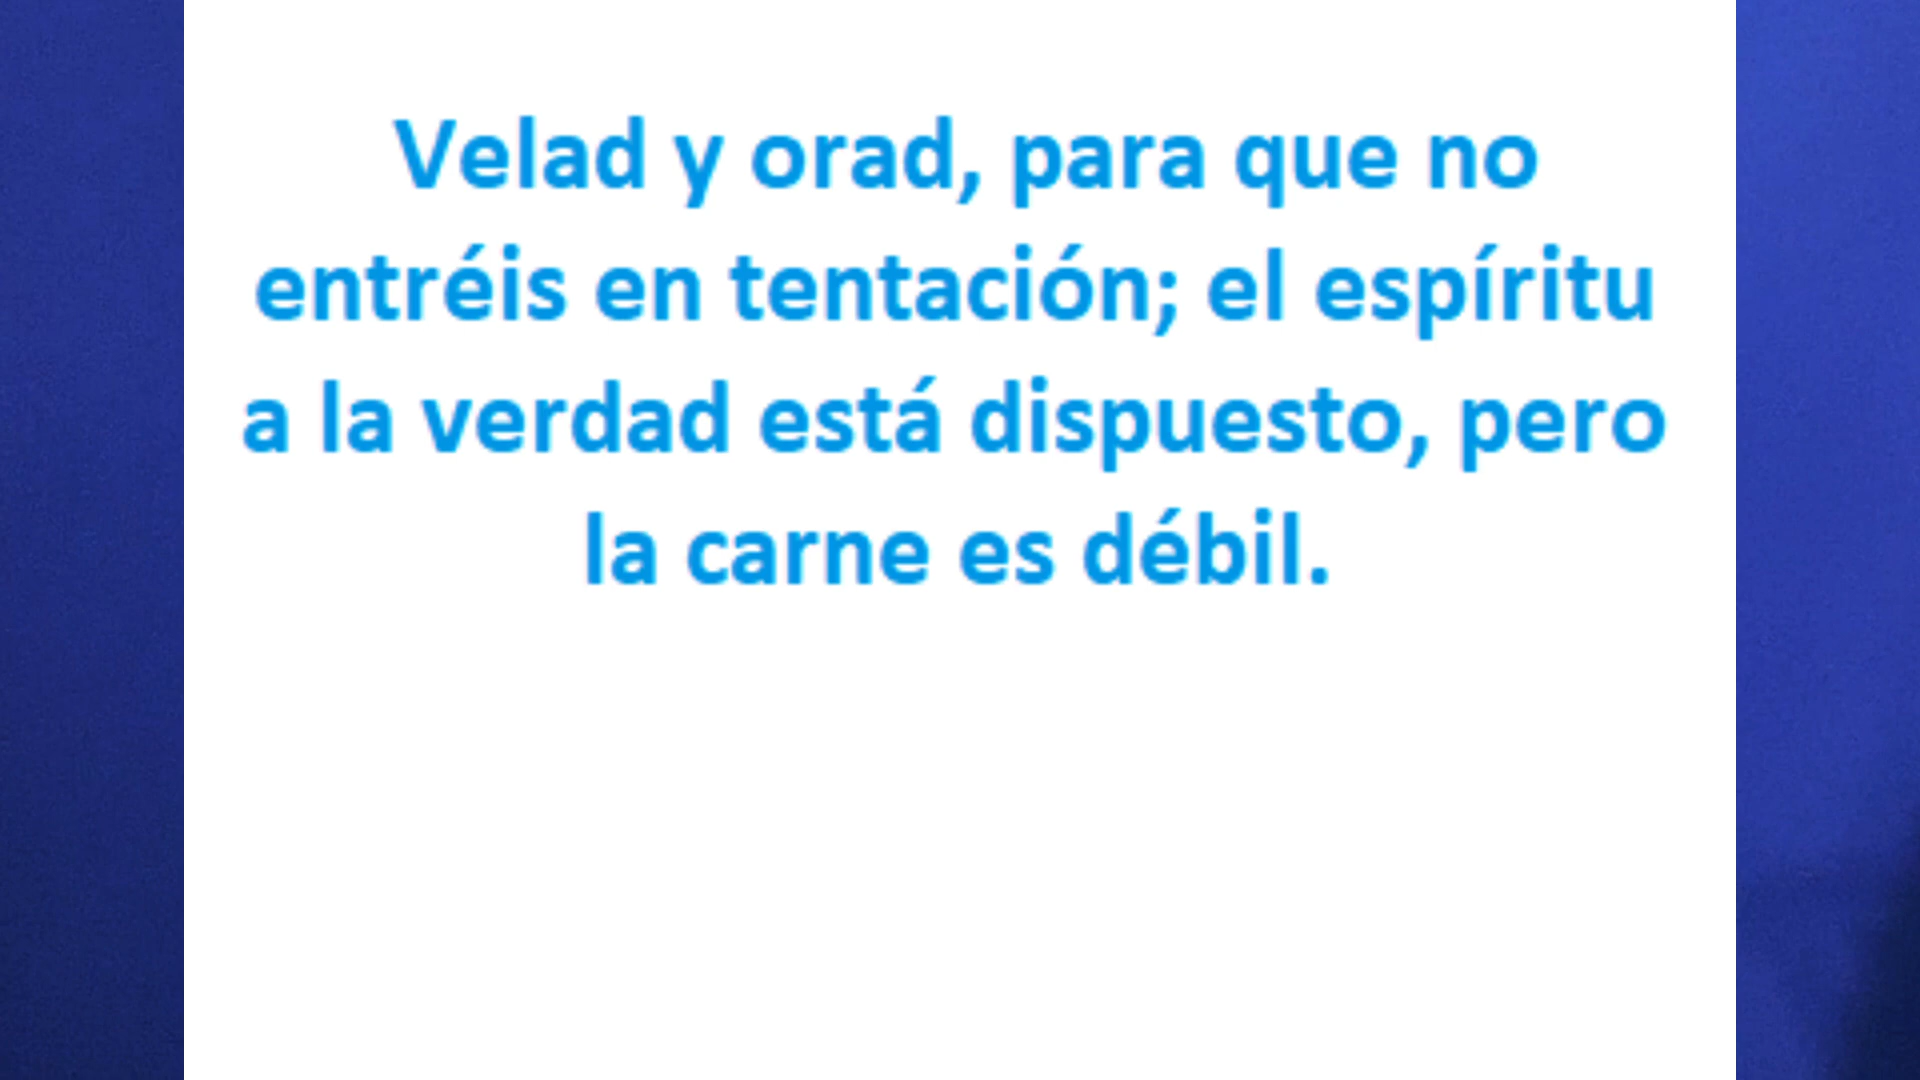 Velad y orad, para que no
entréis en tentación; el espíritu
a la verdad está dispuesto, pero
la carne es débil.